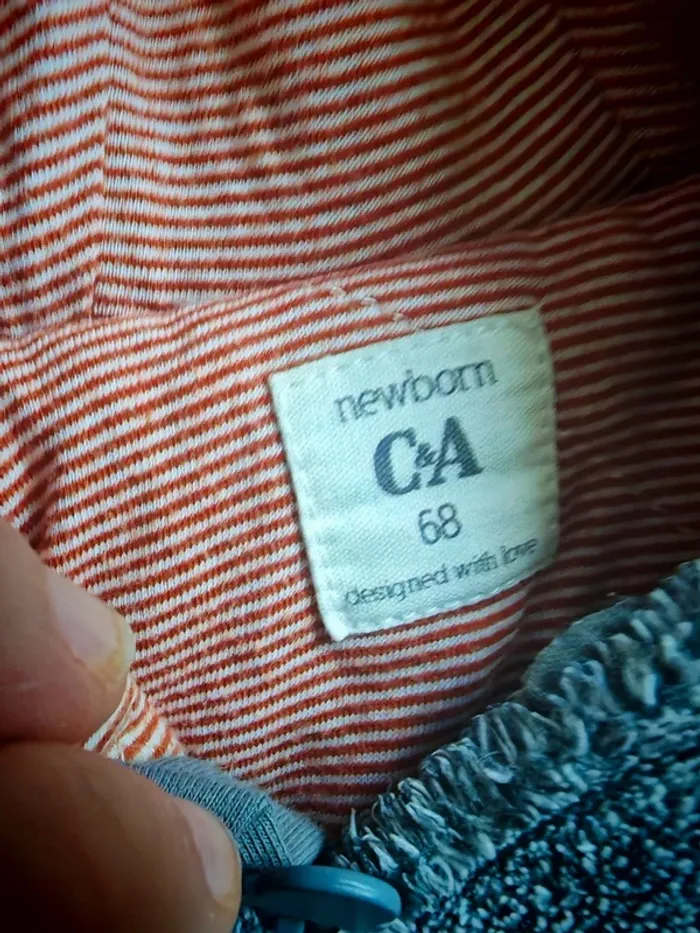 newborn
C&A
68
designed with love